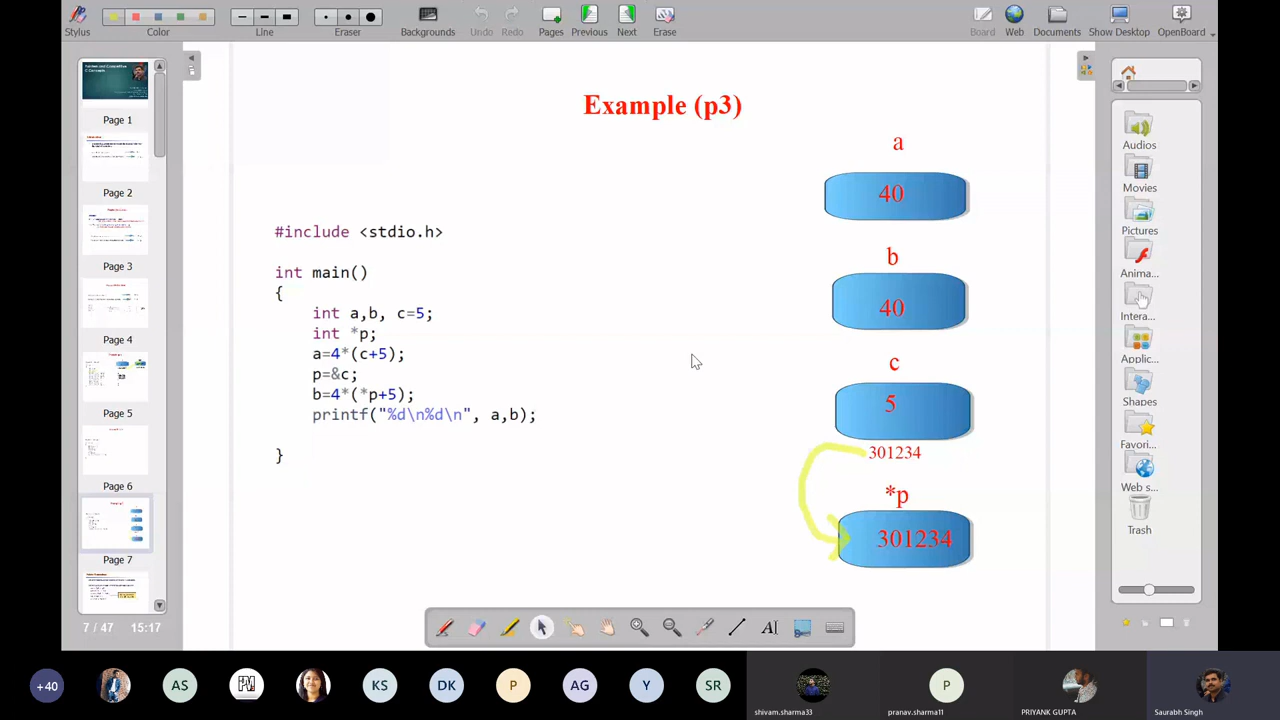 Stylus
Color
Line
Eraser
Backgrounds
Undo
Redo
Pages
Previous
Next
Erase
Board
Web
Documents
Show Desktop
OpenBoard
Page 1
Page 2
Page 3
Page 4
Page 5
Page 6
Page 7
7 / 47
15:17
Example (p3)
#include <stdio.h>
int main()
{
int a,b, c=5;
int *p;
a=4*(c+5);
p=&c;
b=4*(*p+5);
printf("%d\n%d\n", a,b);
}
a
40
b
40
c
5
301234
*p
301234
Audios
Movies
Pictures
Anima...
Intera...
Applic...
Shapes
Favori...
Web s...
Trash
+40
AS
KS
DK
P
AG
Y
SR
shivam.sharma33
P
pranav.sharma11
PRIYANK GUPTA
Saurabh Singh